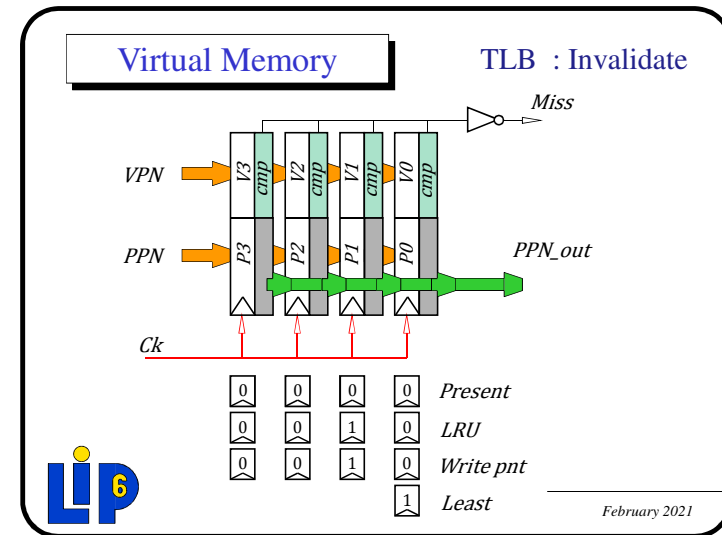 Virtual Memory
TLB : Invalidate
Miss
VPN V3 cmp V2 cmp V1 cmp V0 cmp
PPN P3 P2 P1 P0 PPN_out
Ck
0 0 0 0 Present
0 0 1 0 LRU
0 0 1 0 Write pnt
1 Least
LIP6
February 2021